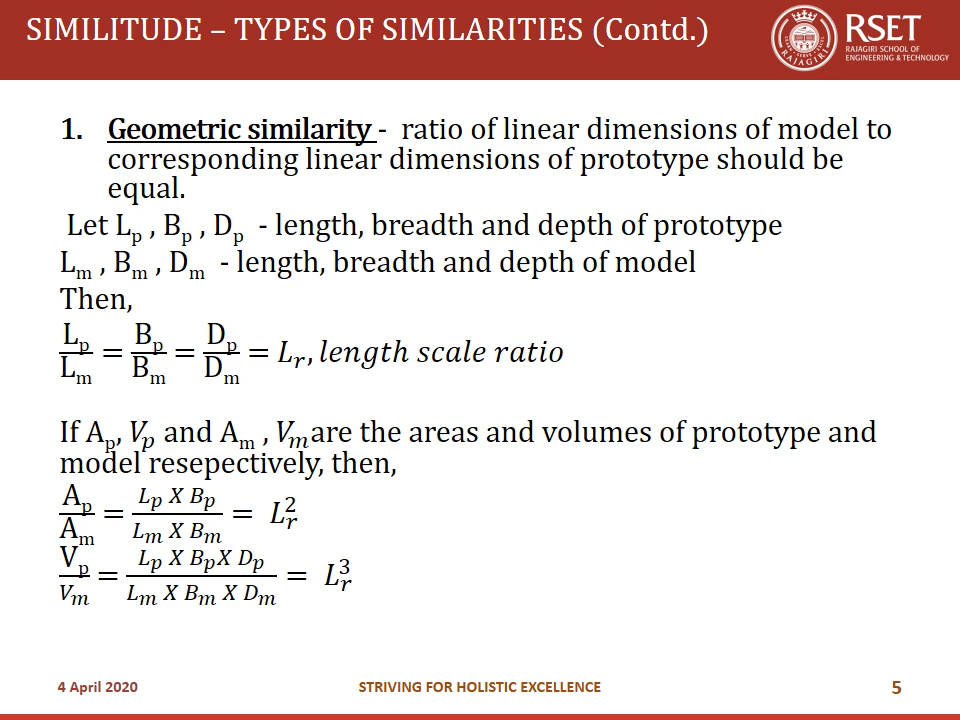 SIMILITUDE – TYPES OF SIMILARITIES (Contd.)
RSET
RAJAGIRI SCHOOL OF
ENGINEERING & TECHNOLOGY
RAJAGIRI
1. Geometric similarity - ratio of linear dimensions of model to
corresponding linear dimensions of prototype should be
equal.
Let Lp , Bp , Dp - length, breadth and depth of prototype
Lm , Bm , Dm - length, breadth and depth of model
Then,
Lp/Lm = Bp/Bm = Dp/Dm = Lr, length scale ratio
If Ap, Vp and Am , Vm are the areas and volumes of prototype and
model resepectively, then,
Ap/Am = Lp X Bp / Lm X Bm = Lr²
Vp/Vm = Lp X Bp X Dp / Lm X Bm X Dm = Lr³
4 April 2020
STRIVING FOR HOLISTIC EXCELLENCE
5